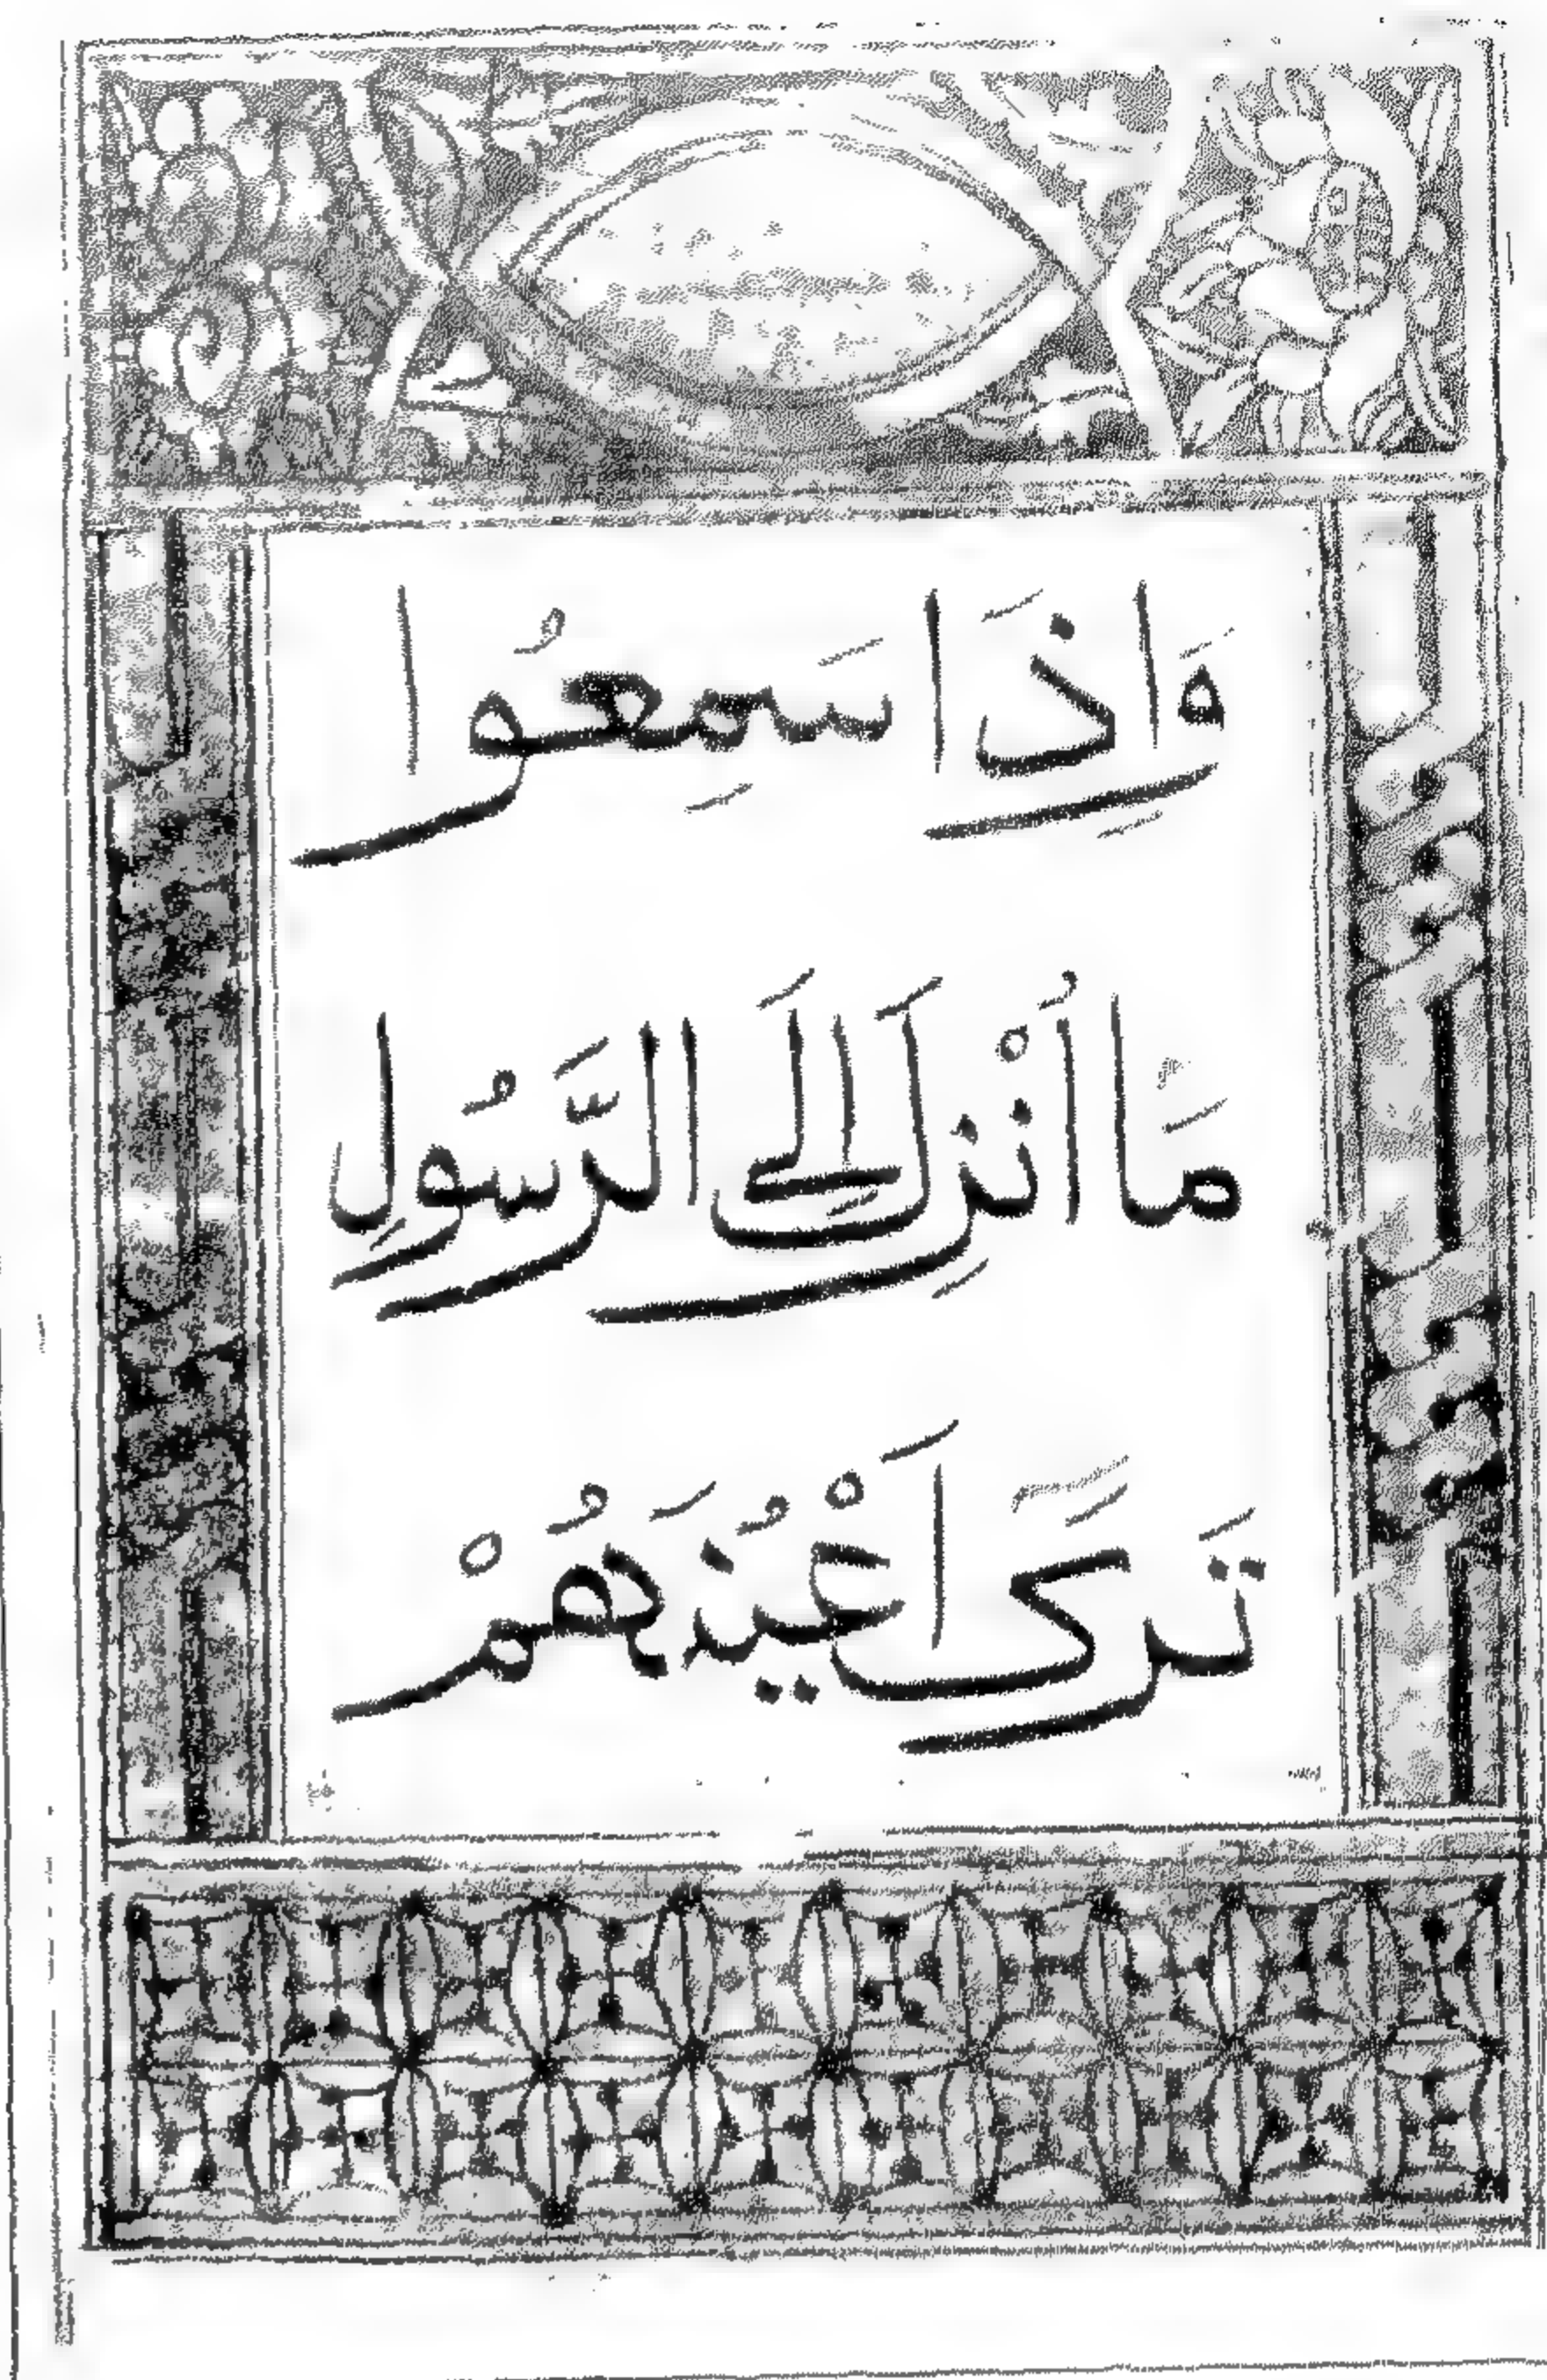 وَاِذَا سَمِعُوا
مَا اُنْزِلَ اِلَى الرَّسُولِ
تَرَىَ اَعْيُنَهُمْ